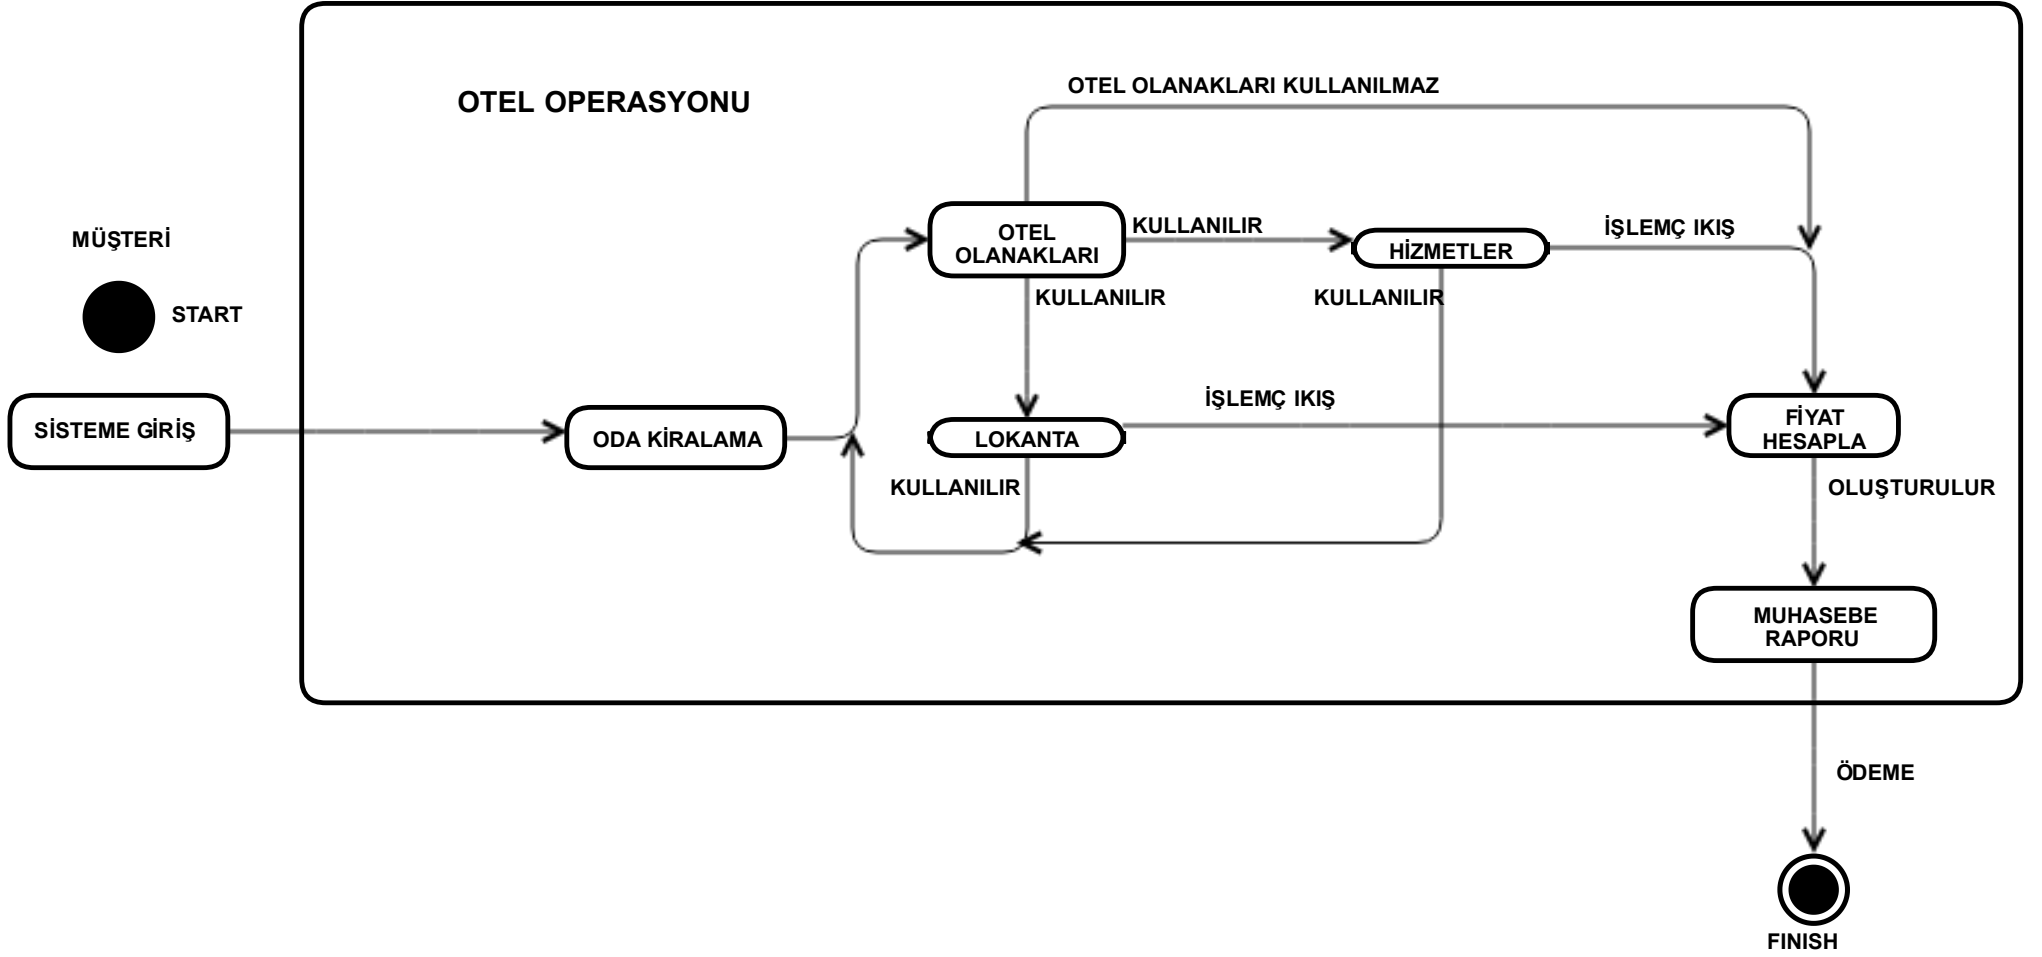 OTEL OLANAKLARI KULLANILMAZ
OTEL OPERASYONU
MÜŞTERİ
START
OTEL
OLANAKLARI
KULLANILIR
HİZMETLER
İŞLEMÇ IKIŞ
KULLANILIR
KULLANILIR
SİSTEME GİRİŞ
ODA KİRALAMA
LOKANTA
İŞLEMÇ IKIŞ
FİYAT
HESAPLA
KULLANILIR
OLUŞTURULUR
MUHASEBE
RAPORU
ÖDEME
FINISH